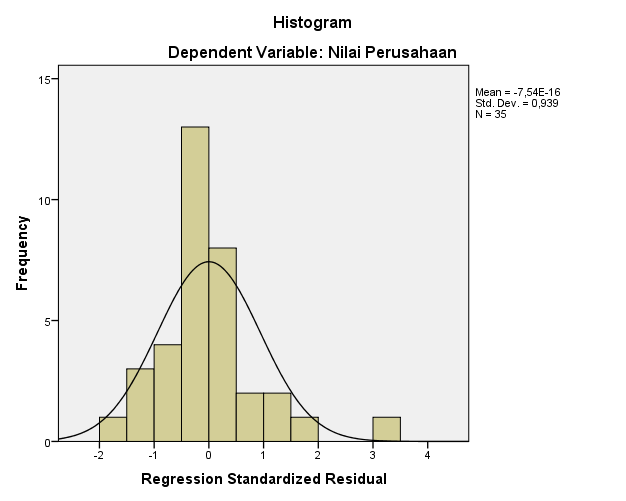 Histogram
Dependent Variable: Nilai Perusahaan
Mean = -7,54E-16
Std. Dev. = 0,939
N = 35
15
10
5
0
Frequency
-2 -1 0 1 2 3 4
Regression Standardized Residual